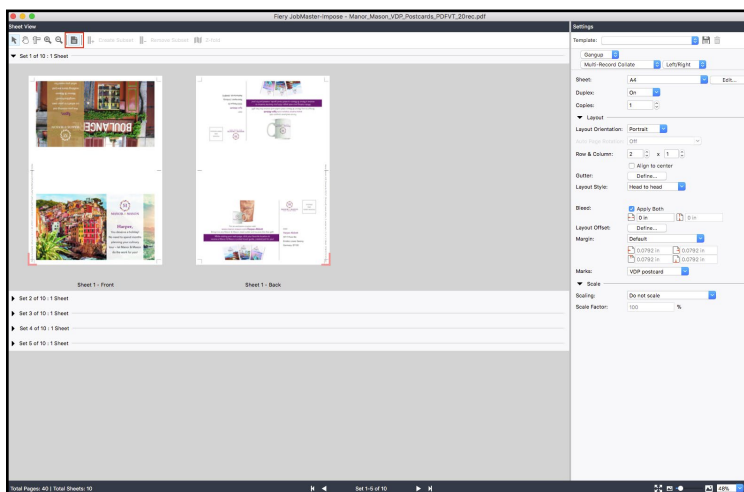 Fiery JobMaster-Impose - Manor_Mason_VDP_Postcards_PDFVT_20rec.pdf
Sheet View
Create Subset
Remove Subset
Z-Fold
Set 1 of 10 : 1 Sheet
BOULANGE
MANOR + MASON
Harper,
Sheet 1 - Front
Sheet 1 - Back
Set 2 of 10 : 1 Sheet
Set 3 of 10 : 1 Sheet
Set 4 of 10 : 1 Sheet
Set 5 of 10 : 1 Sheet
Total Pages: 40 | Total Sheets: 10
Set 1-5 of 10
48%
Settings
Template:
Gangup
Multi-Record Collate
Left/Right
Sheet:
A4
Edit...
Duplex:
On
Copies:
1
Layout
Layout Orientation:
Portrait
Off
Row & Column:
2 x 1
Align to center
Gutter:
Define...
Layout Style:
Head to head
Bleed:
Apply Both
0 in
0 in
Layout Offset:
Define...
Margin:
Default
0.0792 in
0.0792 in
0.0792 in
0.0792 in
Marks:
VDP postcard
Scale
Scaling:
Do not scale
Scale Factor:
100 %